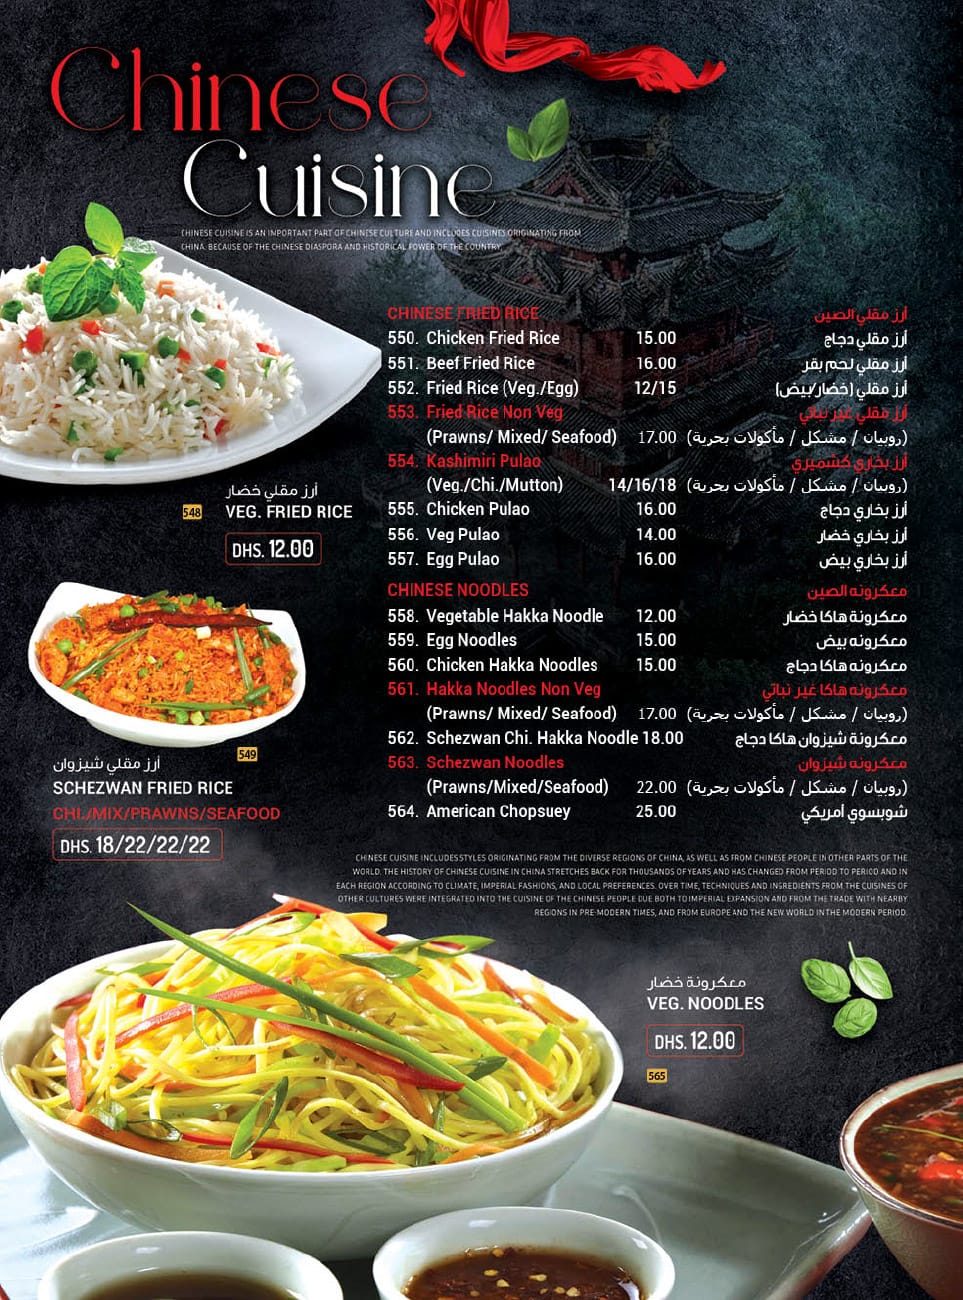 Chinese
Cuisine
CHINESE CUISINE IS AN IMPORTANT PART OF CHINESE CULTURE AND INCLUDES CUISINES ORIGINATING FROM
CHINA. BECAUSE OF THE CHINESE DIASPORA AND HISTORICAL POWER OF THE COUNTRY,
CHINESE FRIED RICE أرز مقلي الصين
550. Chicken Fried Rice 15.00 أرز مقلي دجاج
551. Beef Fried Rice 16.00 أرز مقلي لحم بقر
552. Fried Rice (Veg./Egg) 12/15 أرز مقلي (خضار/بيض)
553. Fried Rice Non Veg أرز مقلي غير نباتي
(Prawns/ Mixed/ Seafood) 17.00 (روبيان / مشكل / مأكولات بحرية)
554. Kashimiri Pulao أرز بخاري كشميري
(Veg./Chi./Mutton) 14/16/18 (روبيان / مشكل / مأكولات بحرية)
555. Chicken Pulao 16.00 أرز بخاري دجاج
556. Veg Pulao 14.00 أرز بخاري خضار
557. Egg Pulao 16.00 أرز بخاري بيض
أرز مقلي خضار
548 VEG. FRIED RICE
DHS. 12.00
CHINESE NOODLES معكرونه الصين
558. Vegetable Hakka Noodle 12.00 معكرونة هاكا خضار
559. Egg Noodles 15.00 معكرونه بيض
560. Chicken Hakka Noodles 15.00 معكرونه هاكا دجاج
561. Hakka Noodles Non Veg معكرونه هاكا غير نباتي
(Prawns/ Mixed/ Seafood) 17.00 (روبيان / مشكل / مأكولات بحرية)
562. Schezwan Chi. Hakka Noodle 18.00 معكرونة شيزوان هاكا دجاج
563. Schezwan Noodles معكرونه شيزوان
(Prawns/Mixed/Seafood) 22.00 (روبيان / مشكل / مأكولات بحرية)
564. American Chopsuey 25.00 شوبسوي أمريكي
549
أرز مقلي شيزوان
SCHEZWAN FRIED RICE
CHI./MIX/PRAWNS/SEAFOOD
DHS. 18/22/22/22
CHINESE CUISINE INCLUDES STYLES ORIGINATING FROM THE DIVERSE REGIONS OF CHINA, AS WELL AS FROM CHINESE PEOPLE IN OTHER PARTS OF THE
WORLD. THE HISTORY OF CHINESE CUISINE IN CHINA STRETCHES BACK FOR THOUSANDS OF YEARS AND HAS CHANGED FROM PERIOD TO PERIOD AND IN
EACH REGION ACCORDING TO CLIMATE, IMPERIAL FASHIONS, AND LOCAL PREFERENCES. OVER TIME, TECHNIQUES AND INGREDIENTS FROM THE CUISINES OF
OTHER CULTURES WERE INTEGRATED INTO THE CUISINE OF THE CHINESE PEOPLE DUE BOTH TO IMPERIAL EXPANSION AND FROM THE TRADE WITH NEARBY
REGIONS IN PRE-MODERN TIMES, AND FROM EUROPE AND THE NEW WORLD IN THE MODERN PERIOD.
معكرونة خضار
VEG. NOODLES
DHS. 12.00
565